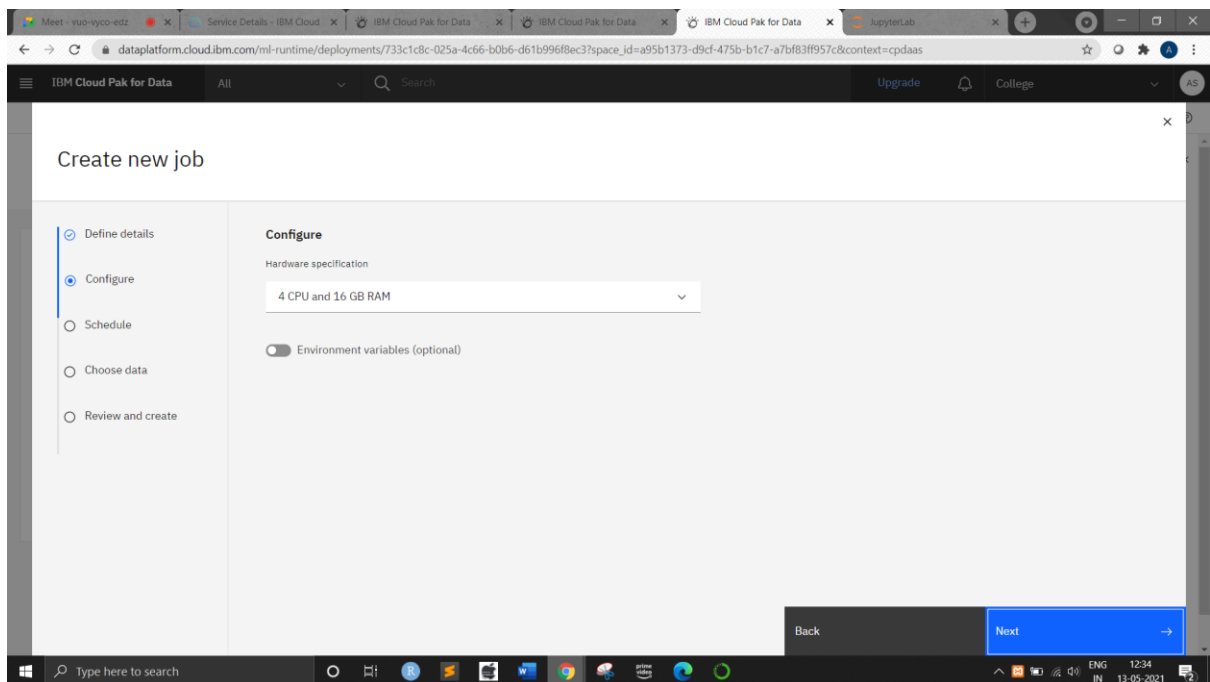 Meet - vuo-vyco-edz
Service Details - IBM Cloud
IBM Cloud Pak for Data
IBM Cloud Pak for Data
IBM Cloud Pak for Data
JupyterLab
dataplatform.cloud.ibm.com/ml-runtime/deployments/733c1c8c-025a-4c66-b0b6-d61b996f8ec3?space_id=a95b1373-d9cf-475b-b1c7-a7bf83ff957c&context=cpdaas
A
IBM Cloud Pak for Data
All
Search
Upgrade
College
AS
Create new job
Define details
Configure
Schedule
Choose data
Review and create
Configure
Hardware specification
4 CPU and 16 GB RAM
Environment variables (optional)
Back
Next
Type here to search
R
W
prime
video
ENG
IN
12:34
13-05-2021
2